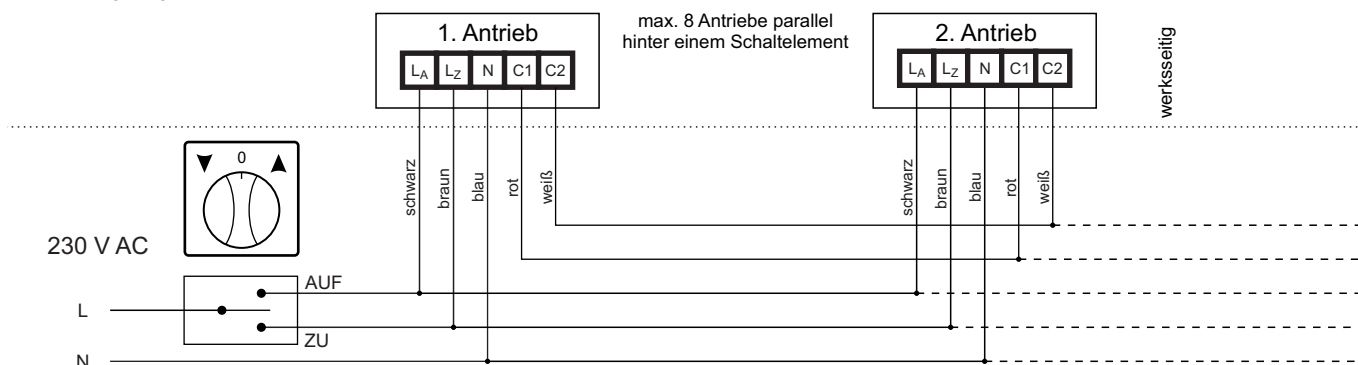 1. Antrieb
LA LZ N C1 C2
max. 8 Antriebe parallel
hinter einem Schaltelement
2. Antrieb
LA LZ N C1 C2
werksseitig
0
schwarz
braun
blau
rot
weiß
schwarz
braun
blau
rot
weiß
230 V AC
AUF
L
ZU
N